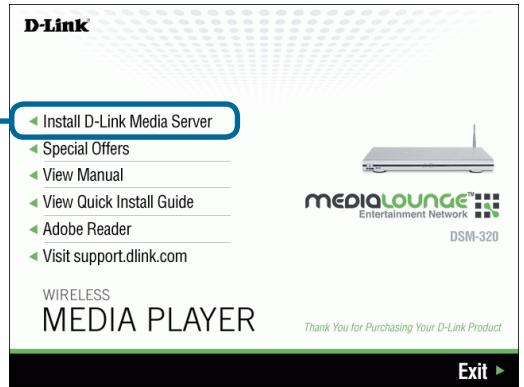 D-Link
Install D-Link Media Server
Special Offers
View Manual
View Quick Install Guide
Adobe Reader
Visit support.dlink.com
MEDIALOUNGE™
Entertainment Network
DSM-320
WIRELESS
MEDIA PLAYER
Thank You for Purchasing Your D-Link Product
Exit